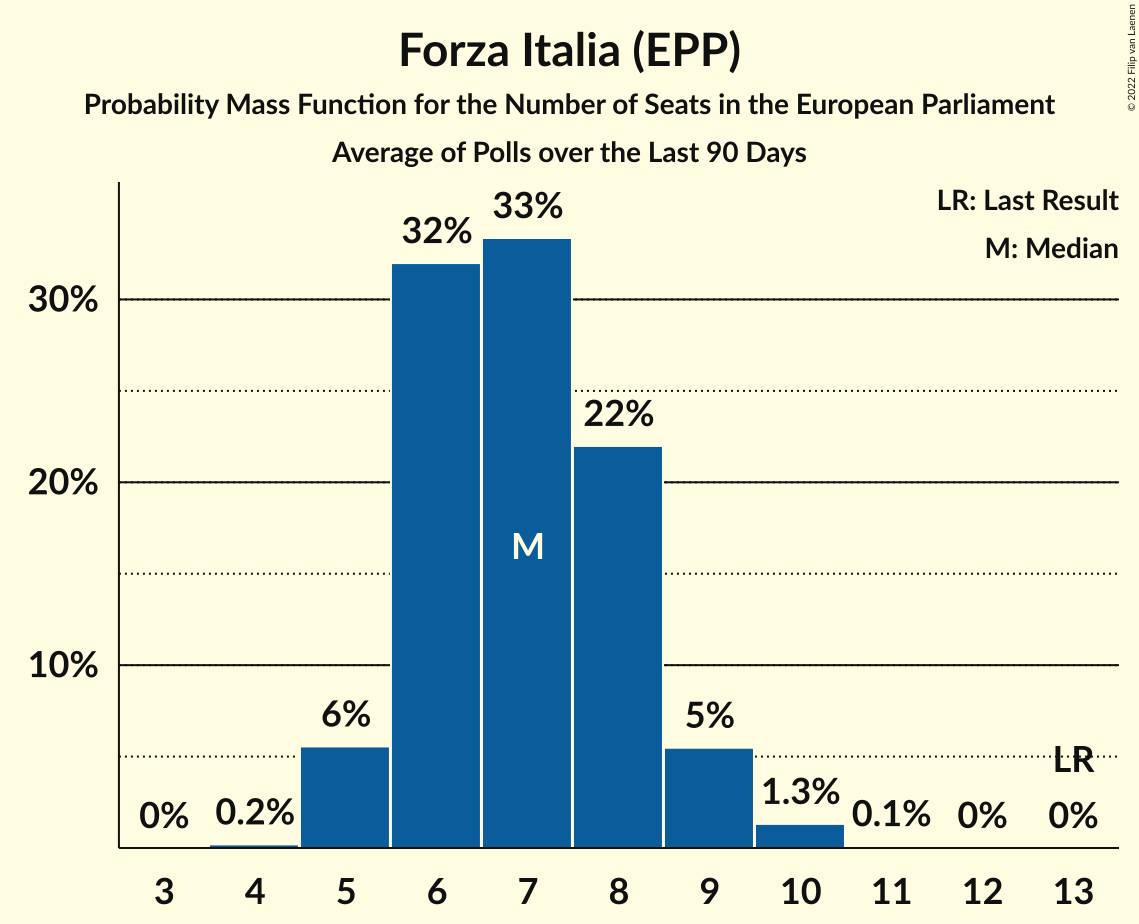 Forza Italia (EPP)
Probability Mass Function for the Number of Seats in the European Parliament
Average of Polls over the Last 90 Days
© 2022 Filip van Laenen
LR: Last Result
M: Median
33%
32%
30%
22%
20%
M
10%
6%
5%
LR
1.3%
0%
0.2%
0.1%
0%
0%
3 4 5 6 7 8 9 10 11 12 13